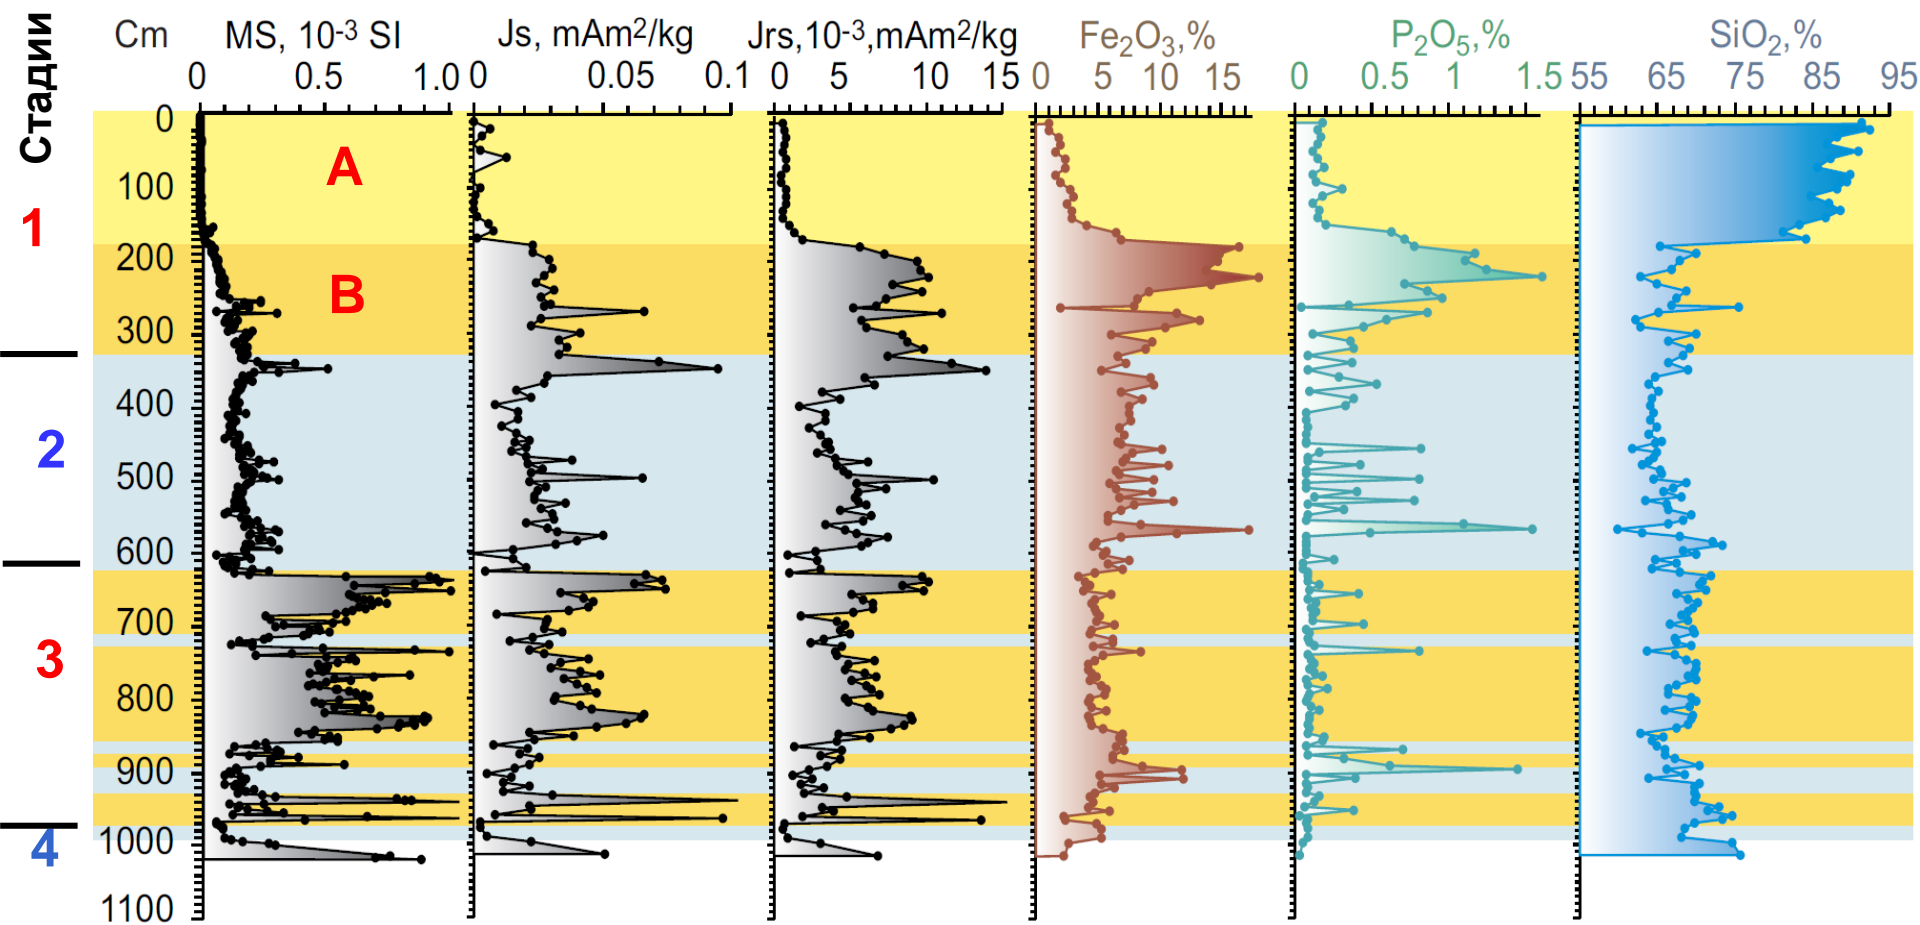 Стадии
Cm
MS, 10⁻³ SI
Js, mAm²/kg
Jrs,10⁻³,mAm²/kg
Fe₂O₃,%
P₂O₅,%
SiO₂,%
0 0.5 1.0
0 0.05 0.1
0 5 10 15
0 5 10 15
0 0.5 1 1.5
55 65 75 85 95
0
A
100
1
200
B
300
400
2
500
600
700
3
800
900
1000
4
1100